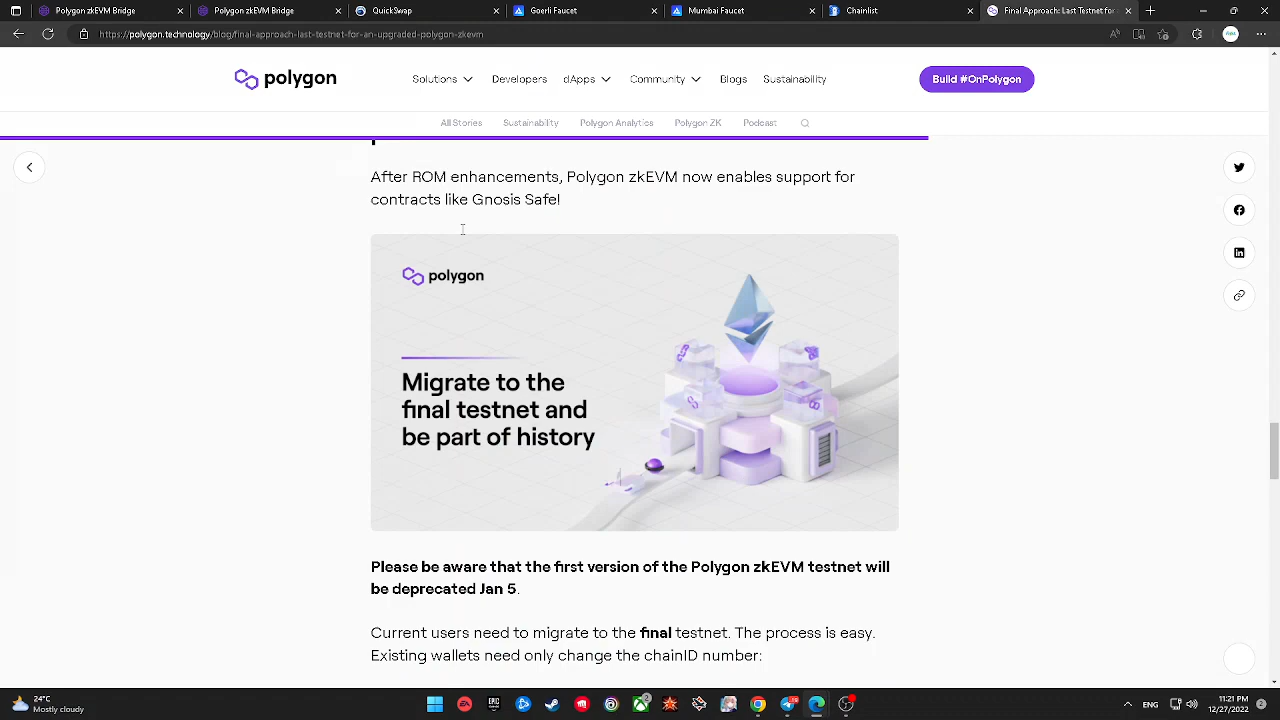 Polygon zkEVM Bridge
Polygon zkEVM Bridge
QuickSwap
Goerli Faucet
Mumbai Faucet
Chainlist
Final Approach: Last Testnet for
https://polygon.technology/blog/final-approach-last-testnet-for-an-upgraded-polygon-zkevm
polygon
Solutions
Developers
dApps
Community
Blogs
Sustainability
Build #OnPolygon
All Stories
Sustainability
Polygon Analytics
Polygon ZK
Podcast
After ROM enhancements, Polygon zkEVM now enables support for
contracts like Gnosis Safe!
polygon
Migrate to the
final testnet and
be part of history
Please be aware that the first version of the Polygon zkEVM testnet will
be deprecated Jan 5.
Current users need to migrate to the final testnet. The process is easy.
Existing wallets need only change the chainID number:
24°C
Mostly cloudy
ENG
11:21 PM
12/27/2022
2